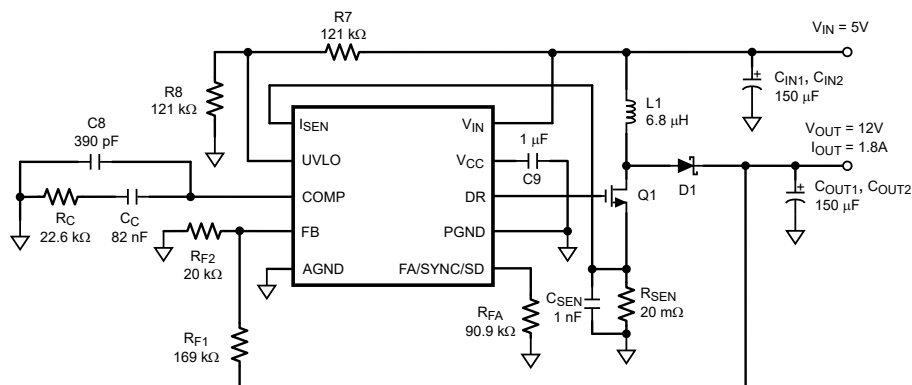 R7
121 kΩ
V_IN = 5V
R8
121 kΩ
C8
390 pF
C_IN1, C_IN2
150 μF
L1
6.8 μH
V_OUT = 12V
I_OUT = 1.8A
I_SEN
V_IN
1 μF
UVLO
V_CC
C9
COMP
DR
Q1
D1
C_OUT1, C_OUT2
150 μF
R_C
22.6 kΩ
C_C
82 nF
FB
PGND
R_F2
20 kΩ
AGND
FA/SYNC/SD
C_SEN
1 nF
R_SEN
20 mΩ
R_FA
90.9 kΩ
R_F1
169 kΩ